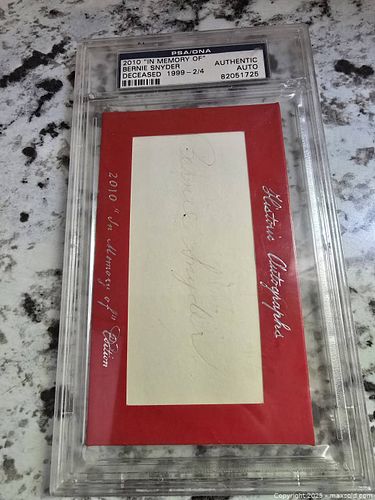 PSA/DNA
2010 "IN MEMORY OF"
BERNIE SNYDER
DECEASED 1999-2/4
AUTHENTIC
AUTO
82051725
Historic Autographs
Bernie Snyder
2010 "In Memory of" Edition
Copyright 2025 - maxsold.com